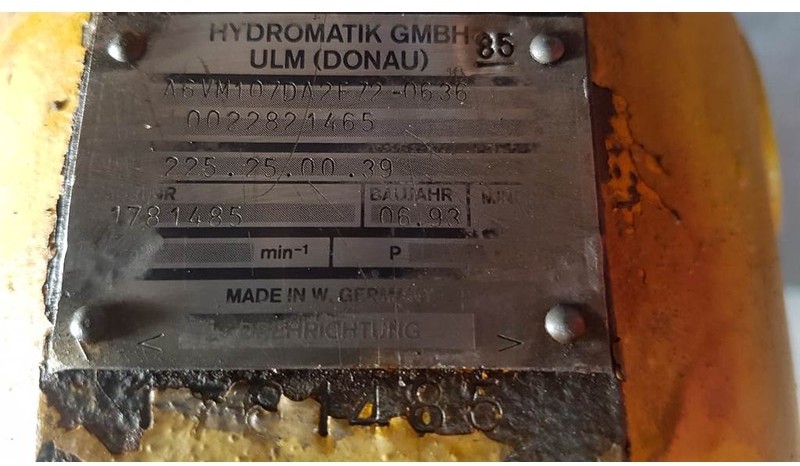 HYDROMATIK GMBH 85
ULM (DONAU)
A6VM107DA2F72-0636
0022821465
225.25.00.39
NR BAUJAHR
1781485 06.93
min-1 P
MADE IN W. GERMANY
DREHRICHTUNG
< >
81485